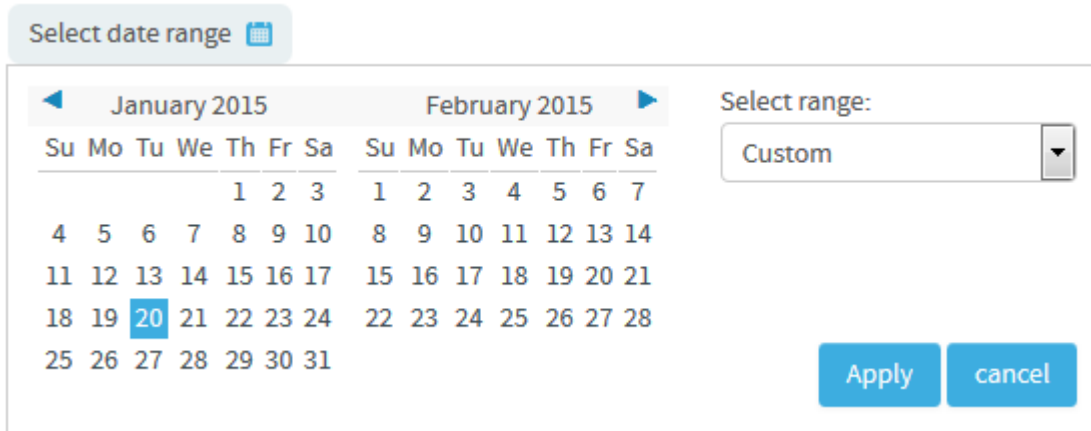 Select date range
January 2015 February 2015 Select range:
Su Mo Tu We Th Fr Sa Su Mo Tu We Th Fr Sa Custom
1 2 3 1 2 3 4 5 6 7
4 5 6 7 8 9 10 8 9 10 11 12 13 14
11 12 13 14 15 16 17 15 16 17 18 19 20 21
18 19 20 21 22 23 24 22 23 24 25 26 27 28
25 26 27 28 29 30 31
Apply cancel